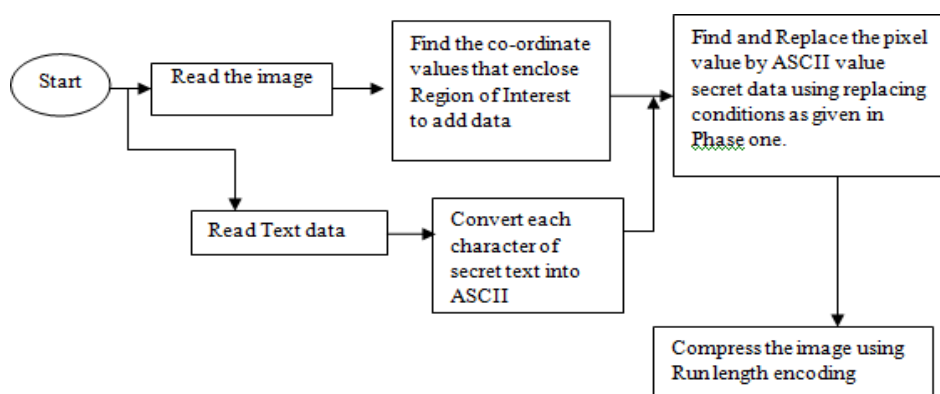 Start
Read the image
Find the co-ordinate
values that enclose
Region of Interest
to add data
Find and Replace the pixel
value by ASCII value
secret data using replacing
conditions as given in
Phase one.
Read Text data
Convert each
character of
secret text into
ASCII
Compress the image using
Run length encoding